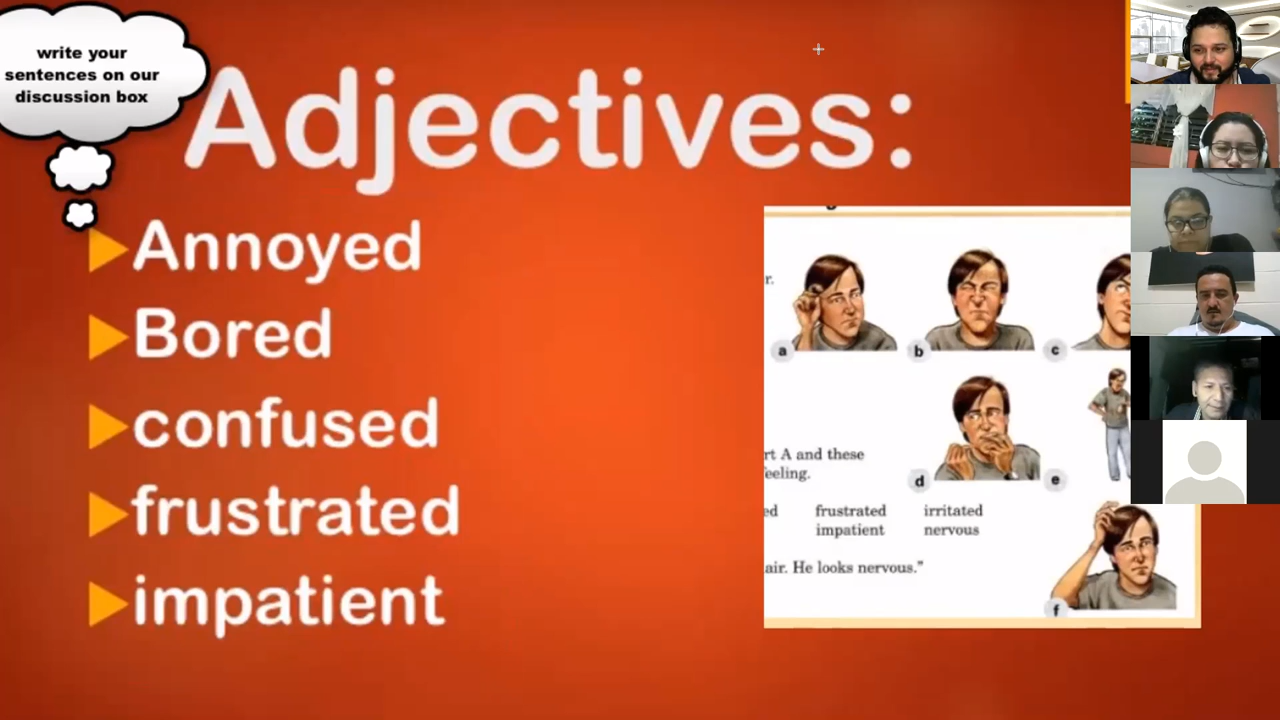 write your
sentences on our
discussion box
Adjectives:
Annoyed
Bored
confused
frustrated
impatient
r.
a
b
c
d
e
rt A and these
eeling.
ed frustrated irritated
impatient nervous
air. He looks nervous.”
f